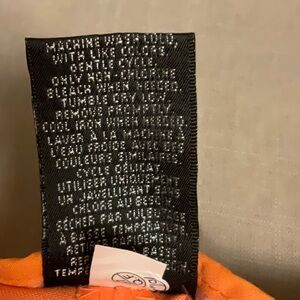 MACHINE WASH COLD,
WITH LIKE COLORS,
GENTLE CYCLE.
ONLY NON-CHLORINE
BLEACH WHEN NEEDED.
TUMBLE DRY LOW.
REMOVE PROMPTLY
COOL IRON WHEN NEEDED
LAVER À LA MACHINE À
L'EAU FROIDE AVEC DES
COULEURS SIMILAIRES
CYCLE DÉLICAT
UTILISER UNIQUEMENT
UN JAVELLISANT SANS
CHLORE AU BESOIN
SÉCHER PAR CULBUTAGE
À BASSE TEMPÉRATURE
RAPIDEMENT
BASSE
TEMP